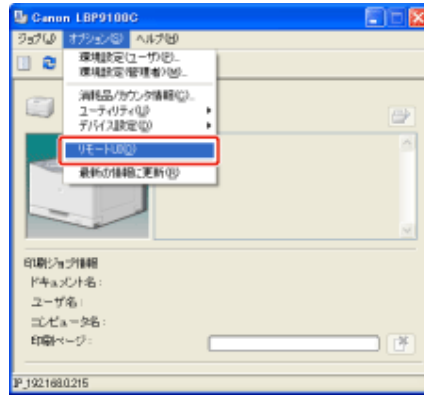 Canon LBP9100C
ジョブ(J) オプション(S) ヘルプ(H)
環境設定(ユーザ)(P)...
環境設定(管理者)(M)...
消耗品/カウンタ情報(C)...
ユーティリティ(U)
デバイス設定(D)
リモートUI(O)
最新の情報に更新(R)
印刷ジョブ情報
ドキュメント名:
ユーザ名:
コンピュータ名:
印刷ページ:
IP_192.168.0.215